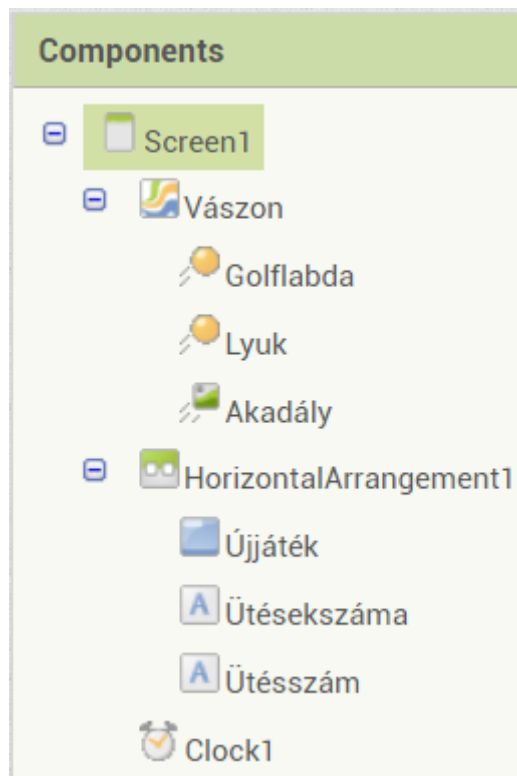 Components
Screen1
Vászon
Golflabda
Lyuk
Akadály
HorizontalArrangement1
Újjáték
A Ütésekszáma
A Ütésszám
Clock1